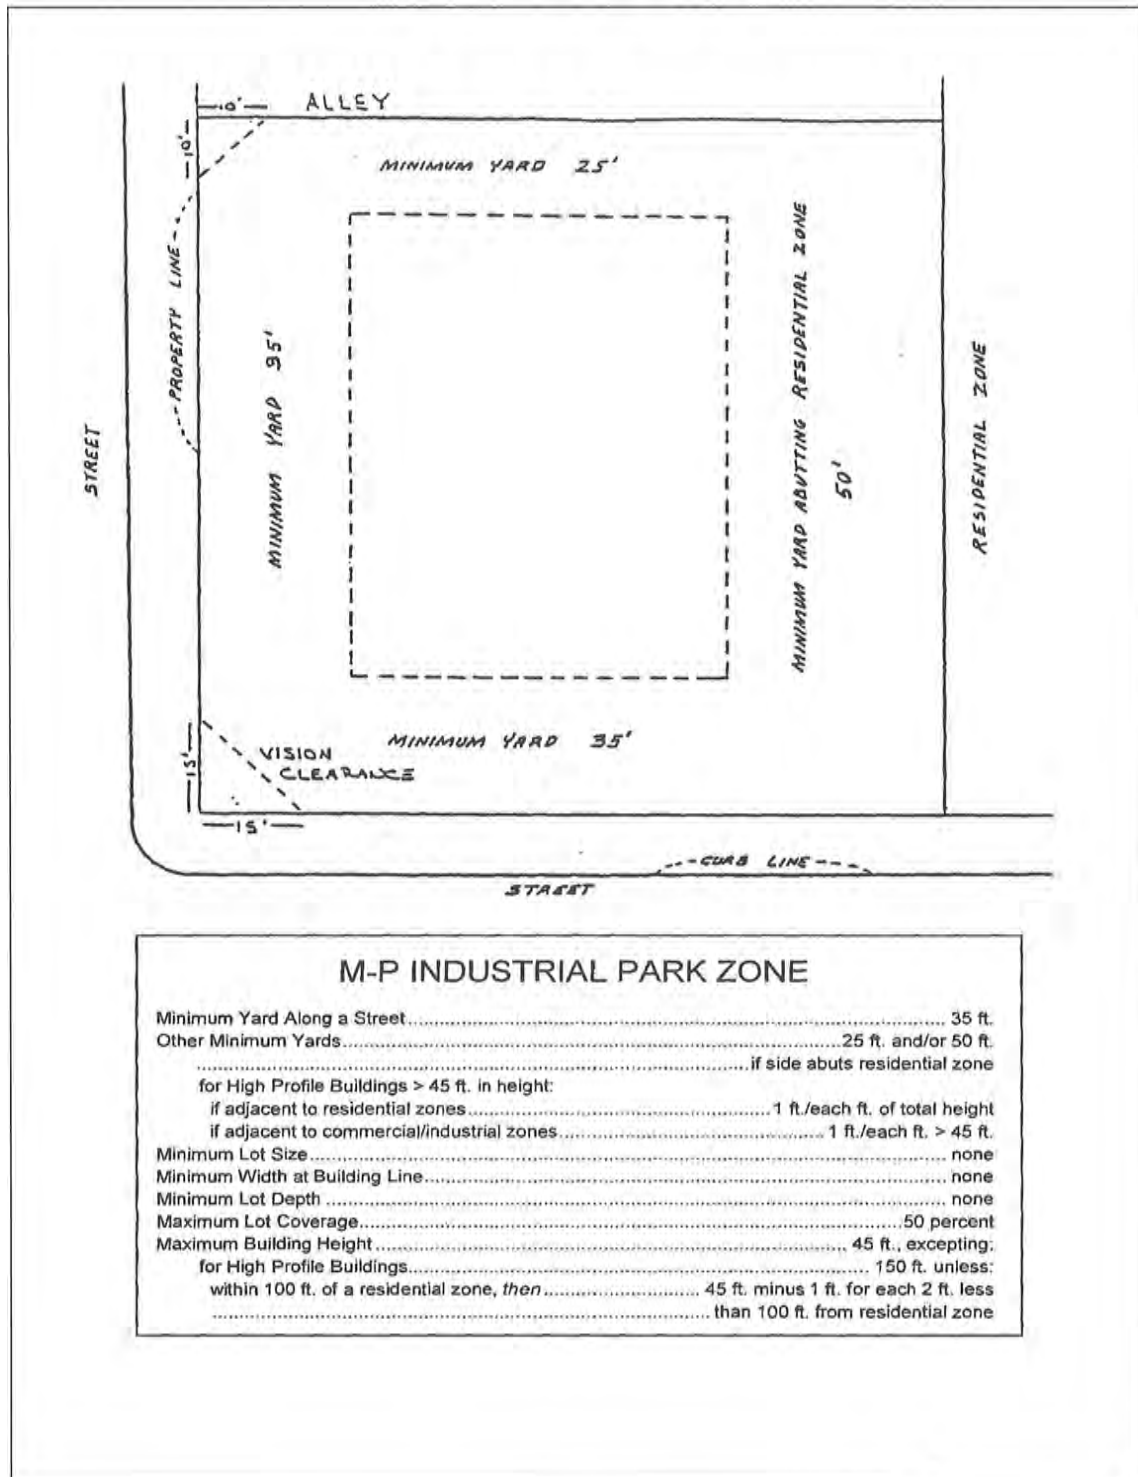 10'
ALLEY
10'
MINIMUM YARD 25'
PROPERTY LINE
MINIMUM YARD 35'
MINIMUM YARD ABUTTING RESIDENTIAL ZONE
50'
RESIDENTIAL ZONE
STREET
MINIMUM YARD 35'
VISION
CLEARANCE
15'
15'
CURB LINE
STREET
M-P INDUSTRIAL PARK ZONE
Minimum Yard Along a Street.......... 35 ft.
Other Minimum Yards..........25 ft. and/or 50 ft.
..........if side abuts residential zone
for High Profile Buildings > 45 ft. in height:
if adjacent to residential zones..........1 ft./each ft. of total height
if adjacent to commercial/industrial zones..........1 ft./each ft. > 45 ft.
Minimum Lot Size.......... none
Minimum Width at Building Line.......... none
Minimum Lot Depth .......... none
Maximum Lot Coverage..........50 percent
Maximum Building Height.......... 45 ft., excepting:
for High Profile Buildings.......... 150 ft. unless:
within 100 ft. of a residential zone, then .......... 45 ft. minus 1 ft. for each 2 ft. less
.......... than 100 ft. from residential zone